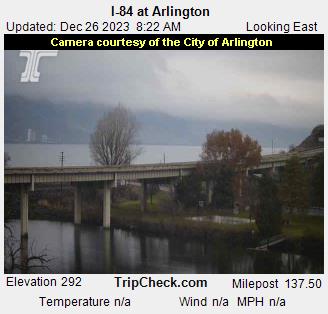 I-84 at Arlington
Updated: Dec 26 2023 8:22 AM Looking East
Camera courtesy of the City of Arlington
Elevation 292 TripCheck.com Milepost 137.50
Temperature n/a Wind n/a MPH n/a